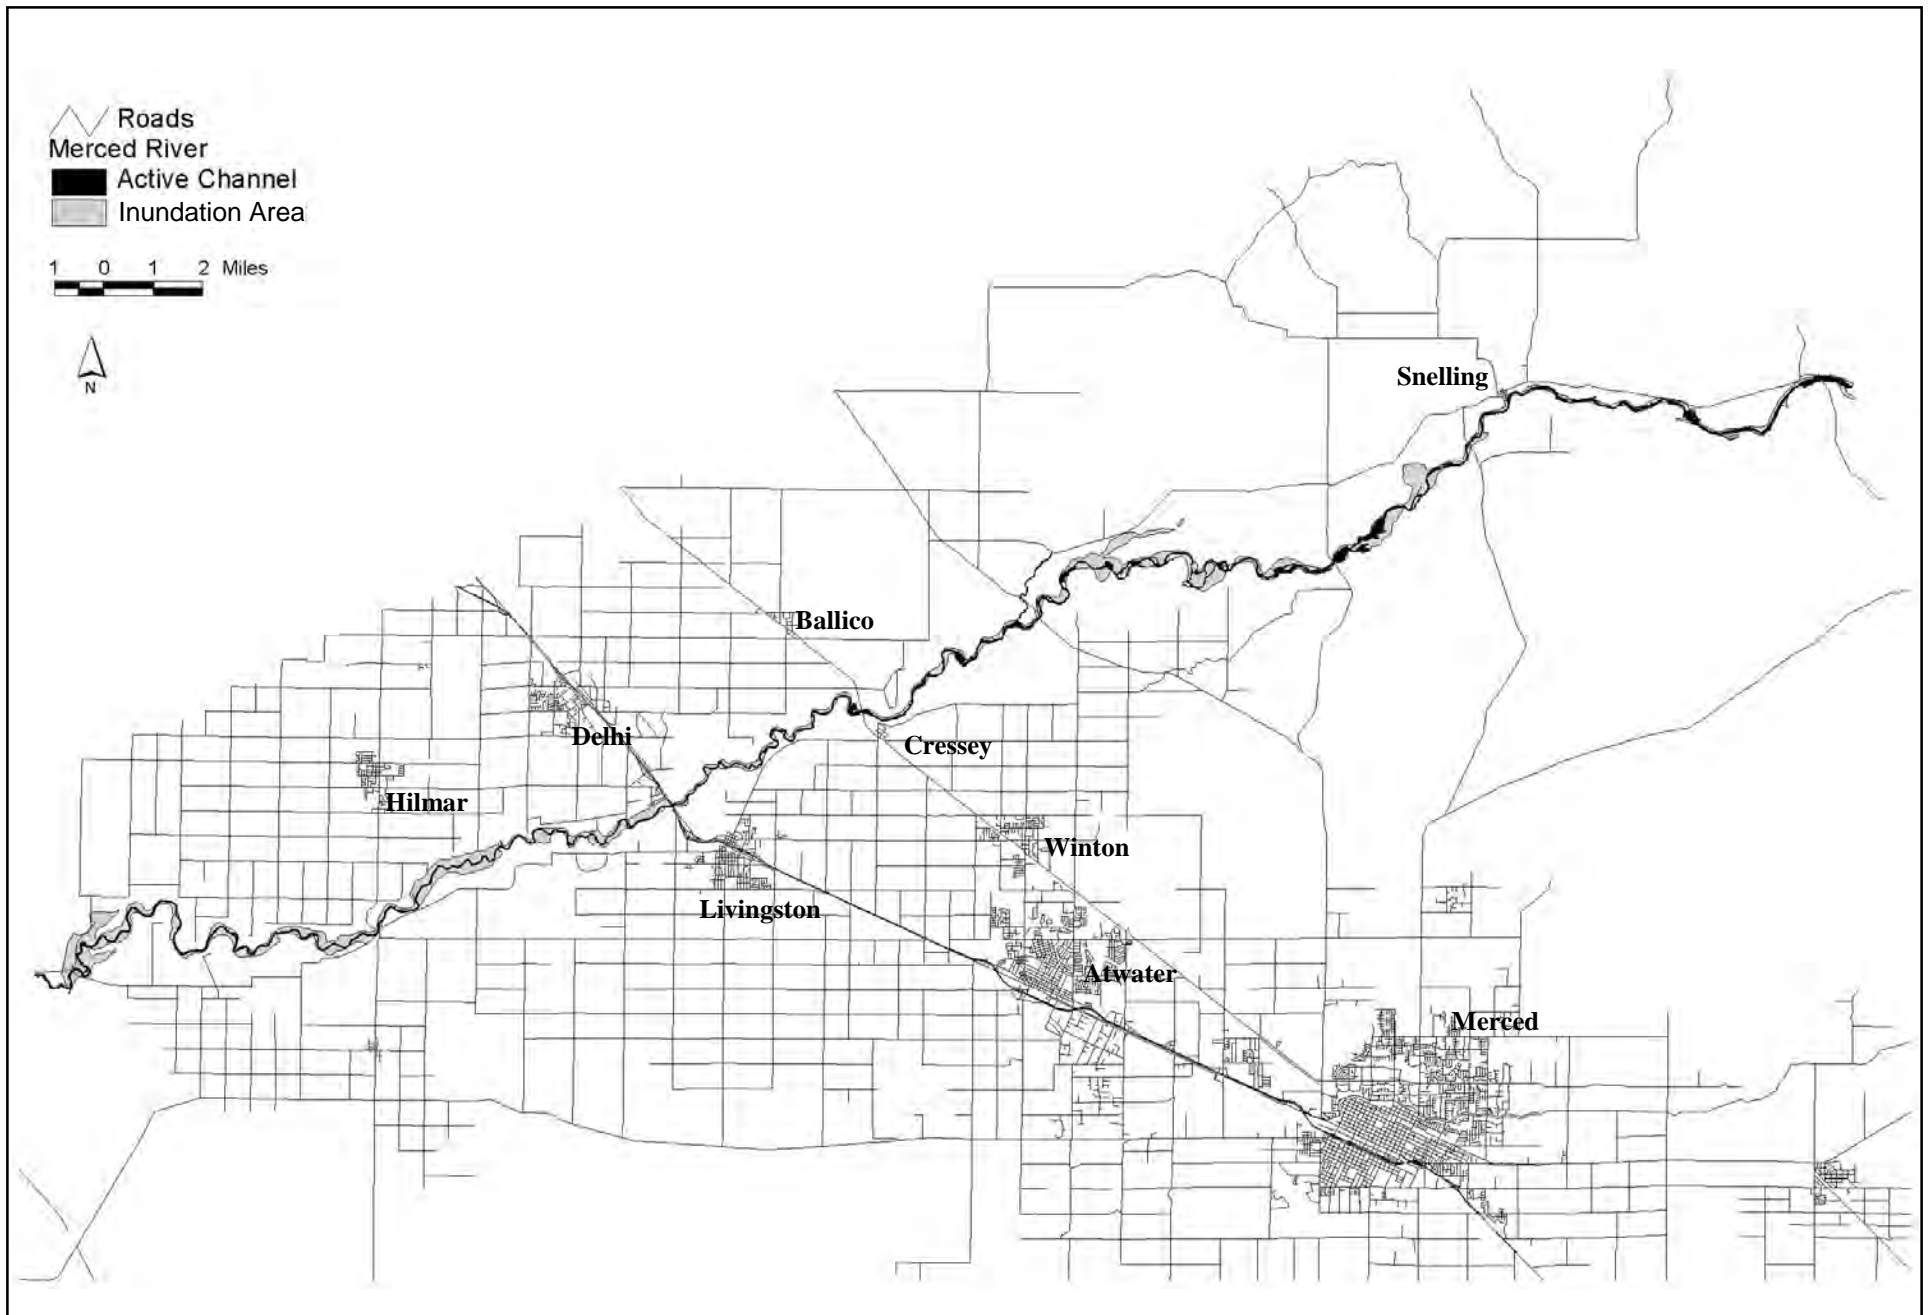 Roads
Merced River
Active Channel
Inundation Area
1 0 1 2 Miles
N
Snelling
Ballico
Delhi
Cressey
Hilmar
Winton
Livingston
Atwater
Merced